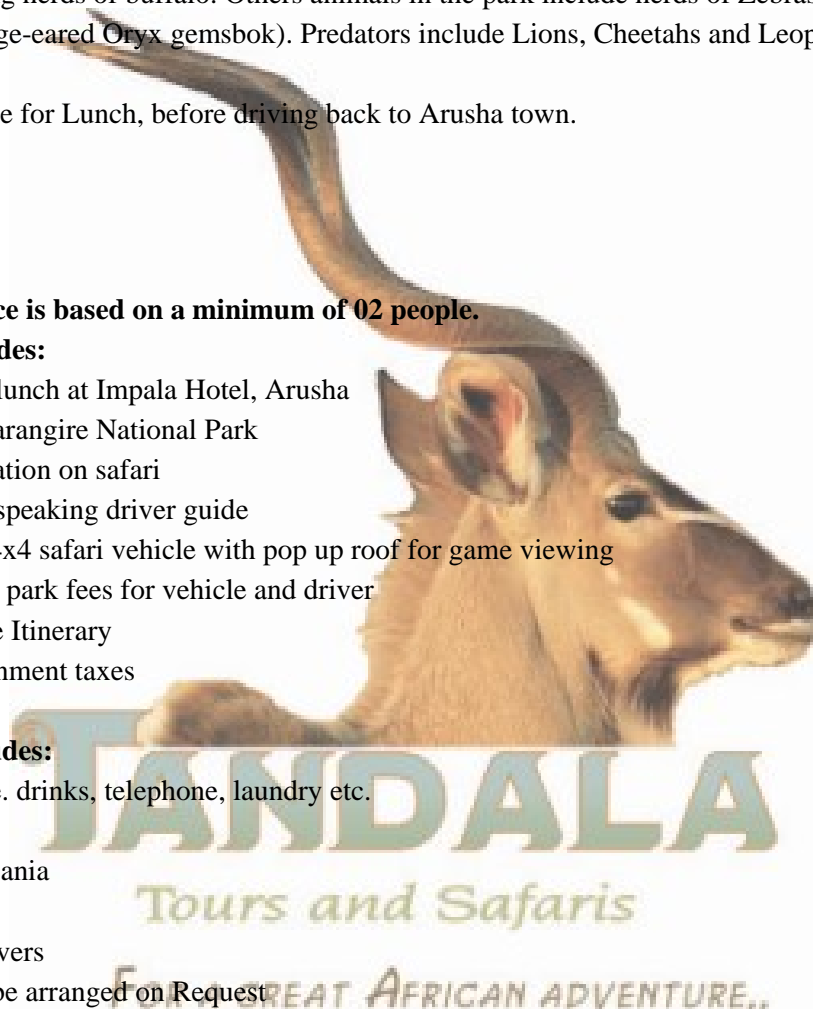 g herds of buffalo. Others animals in the park include herds of Zebras
ge-eared Oryx gemsbok). Predators include Lions, Cheetahs and Leop
e for Lunch, before driving back to Arusha town.
ce is based on a minimum of 02 people.
des:
lunch at Impala Hotel, Arusha
arangire National Park
ation on safari
speaking driver guide
x4 safari vehicle with pop up roof for game viewing
park fees for vehicle and driver
e Itinerary
nment taxes
des:
e. drinks, telephone, laundry etc.
®
TANDALA
ania
Tours and Safaris
vers
be arranged on Request
FOR A GREAT AFRICAN ADVENTURE..